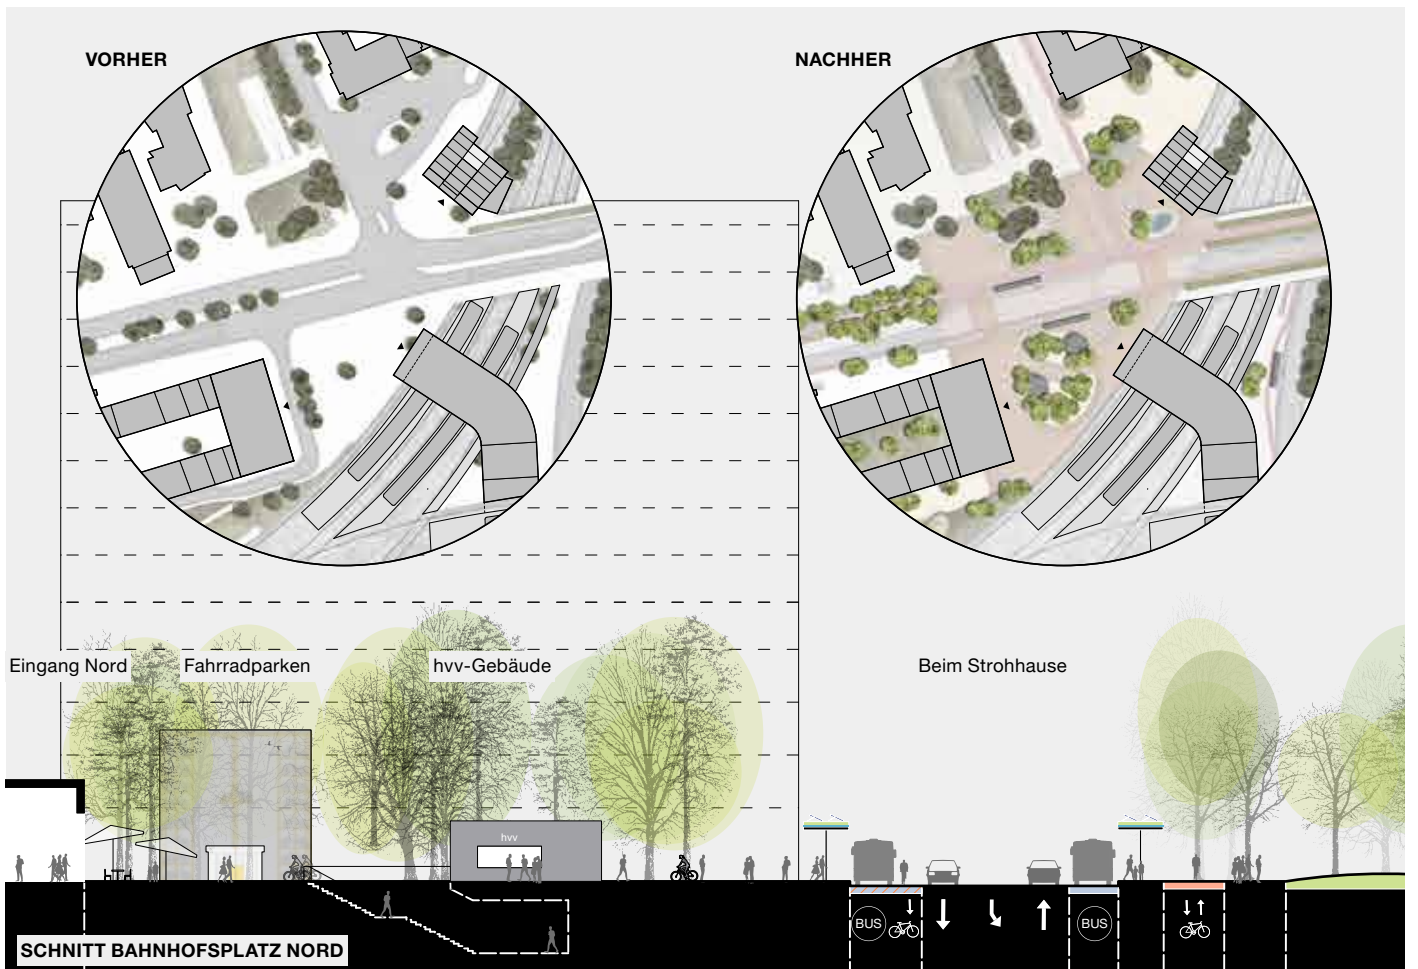 VORHER
NACHHER
Eingang Nord
Fahrradparken
hvv-Gebäude
Beim Strohhause
hvv
BUS
BUS
SCHNITT BAHNHOFSPLATZ NORD